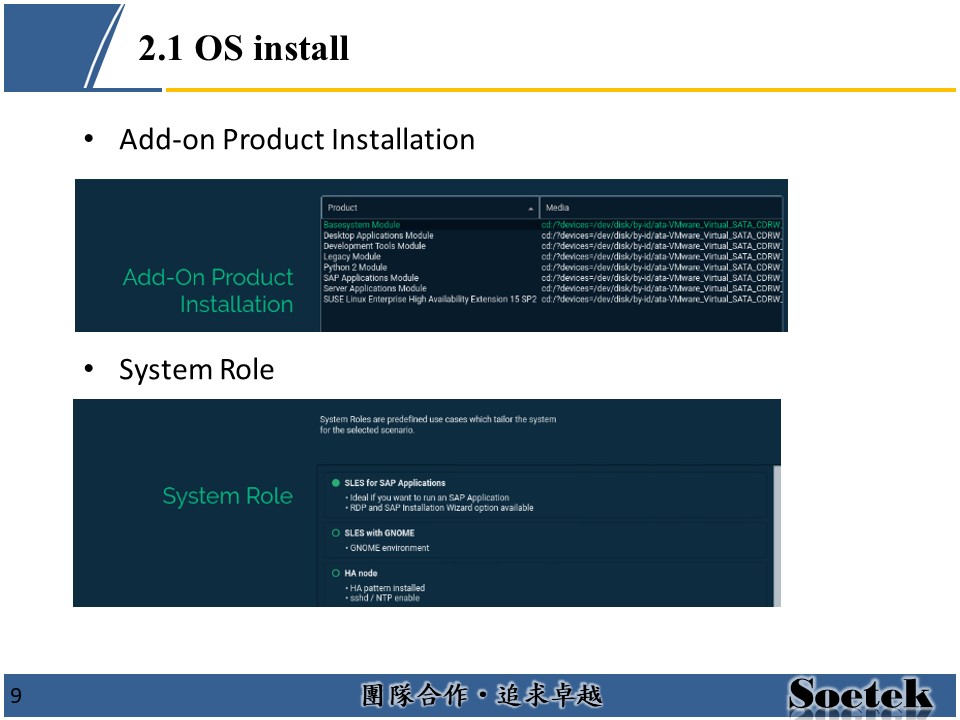 2.1 OS install
• Add-on Product Installation
Product Media
Basesystem Module cd:/?devices=/dev/disk/by-id/ata-VMware_Virtual_SATA_CDRW_
Desktop Applications Module cd:/?devices=/dev/disk/by-id/ata-VMware_Virtual_SATA_CDRW_
Development Tools Module cd:/?devices=/dev/disk/by-id/ata-VMware_Virtual_SATA_CDRW_
Legacy Module cd:/?devices=/dev/disk/by-id/ata-VMware_Virtual_SATA_CDRW_
Python 2 Module cd:/?devices=/dev/disk/by-id/ata-VMware_Virtual_SATA_CDRW_
SAP Applications Module cd:/?devices=/dev/disk/by-id/ata-VMware_Virtual_SATA_CDRW_
Server Applications Module cd:/?devices=/dev/disk/by-id/ata-VMware_Virtual_SATA_CDRW_
SUSE Linux Enterprise High Availability Extension 15 SP2 cd:/?devices=/dev/disk/by-id/ata-VMware_Virtual_SATA_CDRW_
Add-On Product
Installation
• System Role
System Roles are predefined use cases which tailor the system
for the selected scenario.
System Role
SLES for SAP Applications
• Ideal if you want to run an SAP Application
• RDP and SAP Installation Wizard option available
SLES with GNOME
• GNOME environment
HA node
• HA pattern installed
• sshd / NTP enable
9
團隊合作・追求卓越
Soetek